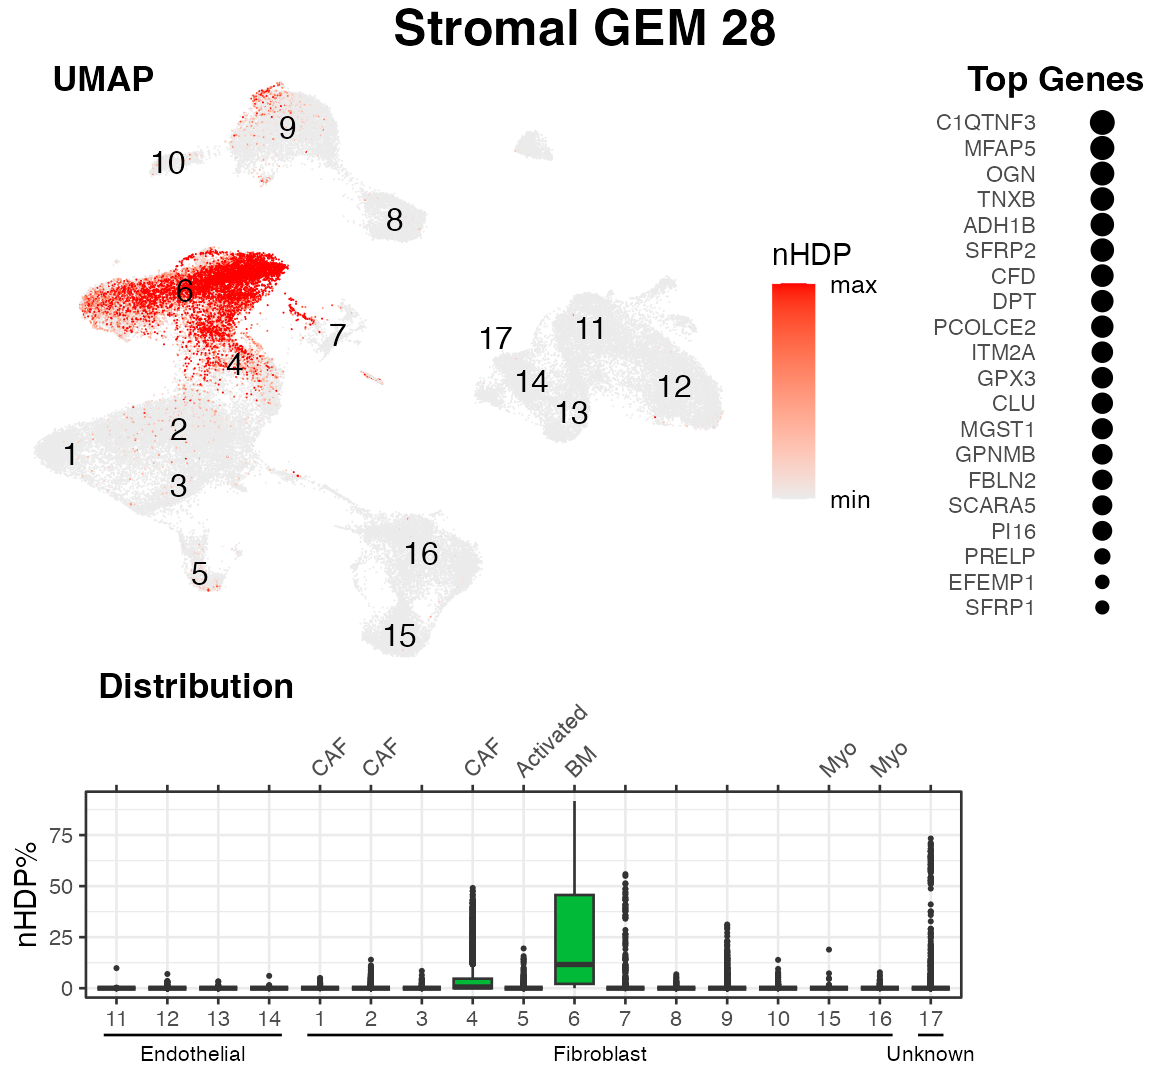 Stromal GEM 28
UMAP
9
10
8
6
7
4
2
1
3
5
16
15
17
11
14
12
13
nHDP
max
min
Top Genes
C1QTNF3
MFAP5
OGN
TNXB
ADH1B
SFRP2
CFD
DPT
PCOLCE2
ITM2A
GPX3
CLU
MGST1
GPNMB
FBLN2
SCARA5
PI16
PRELP
EFEMP1
SFRP1
Distribution
CAF CAF CAF Activated BM Myo Myo
nHDP%
75
50
25
0
11 12 13 14 1 2 3 4 5 6 7 8 9 10 15 16 17
Endothelial Fibroblast Unknown